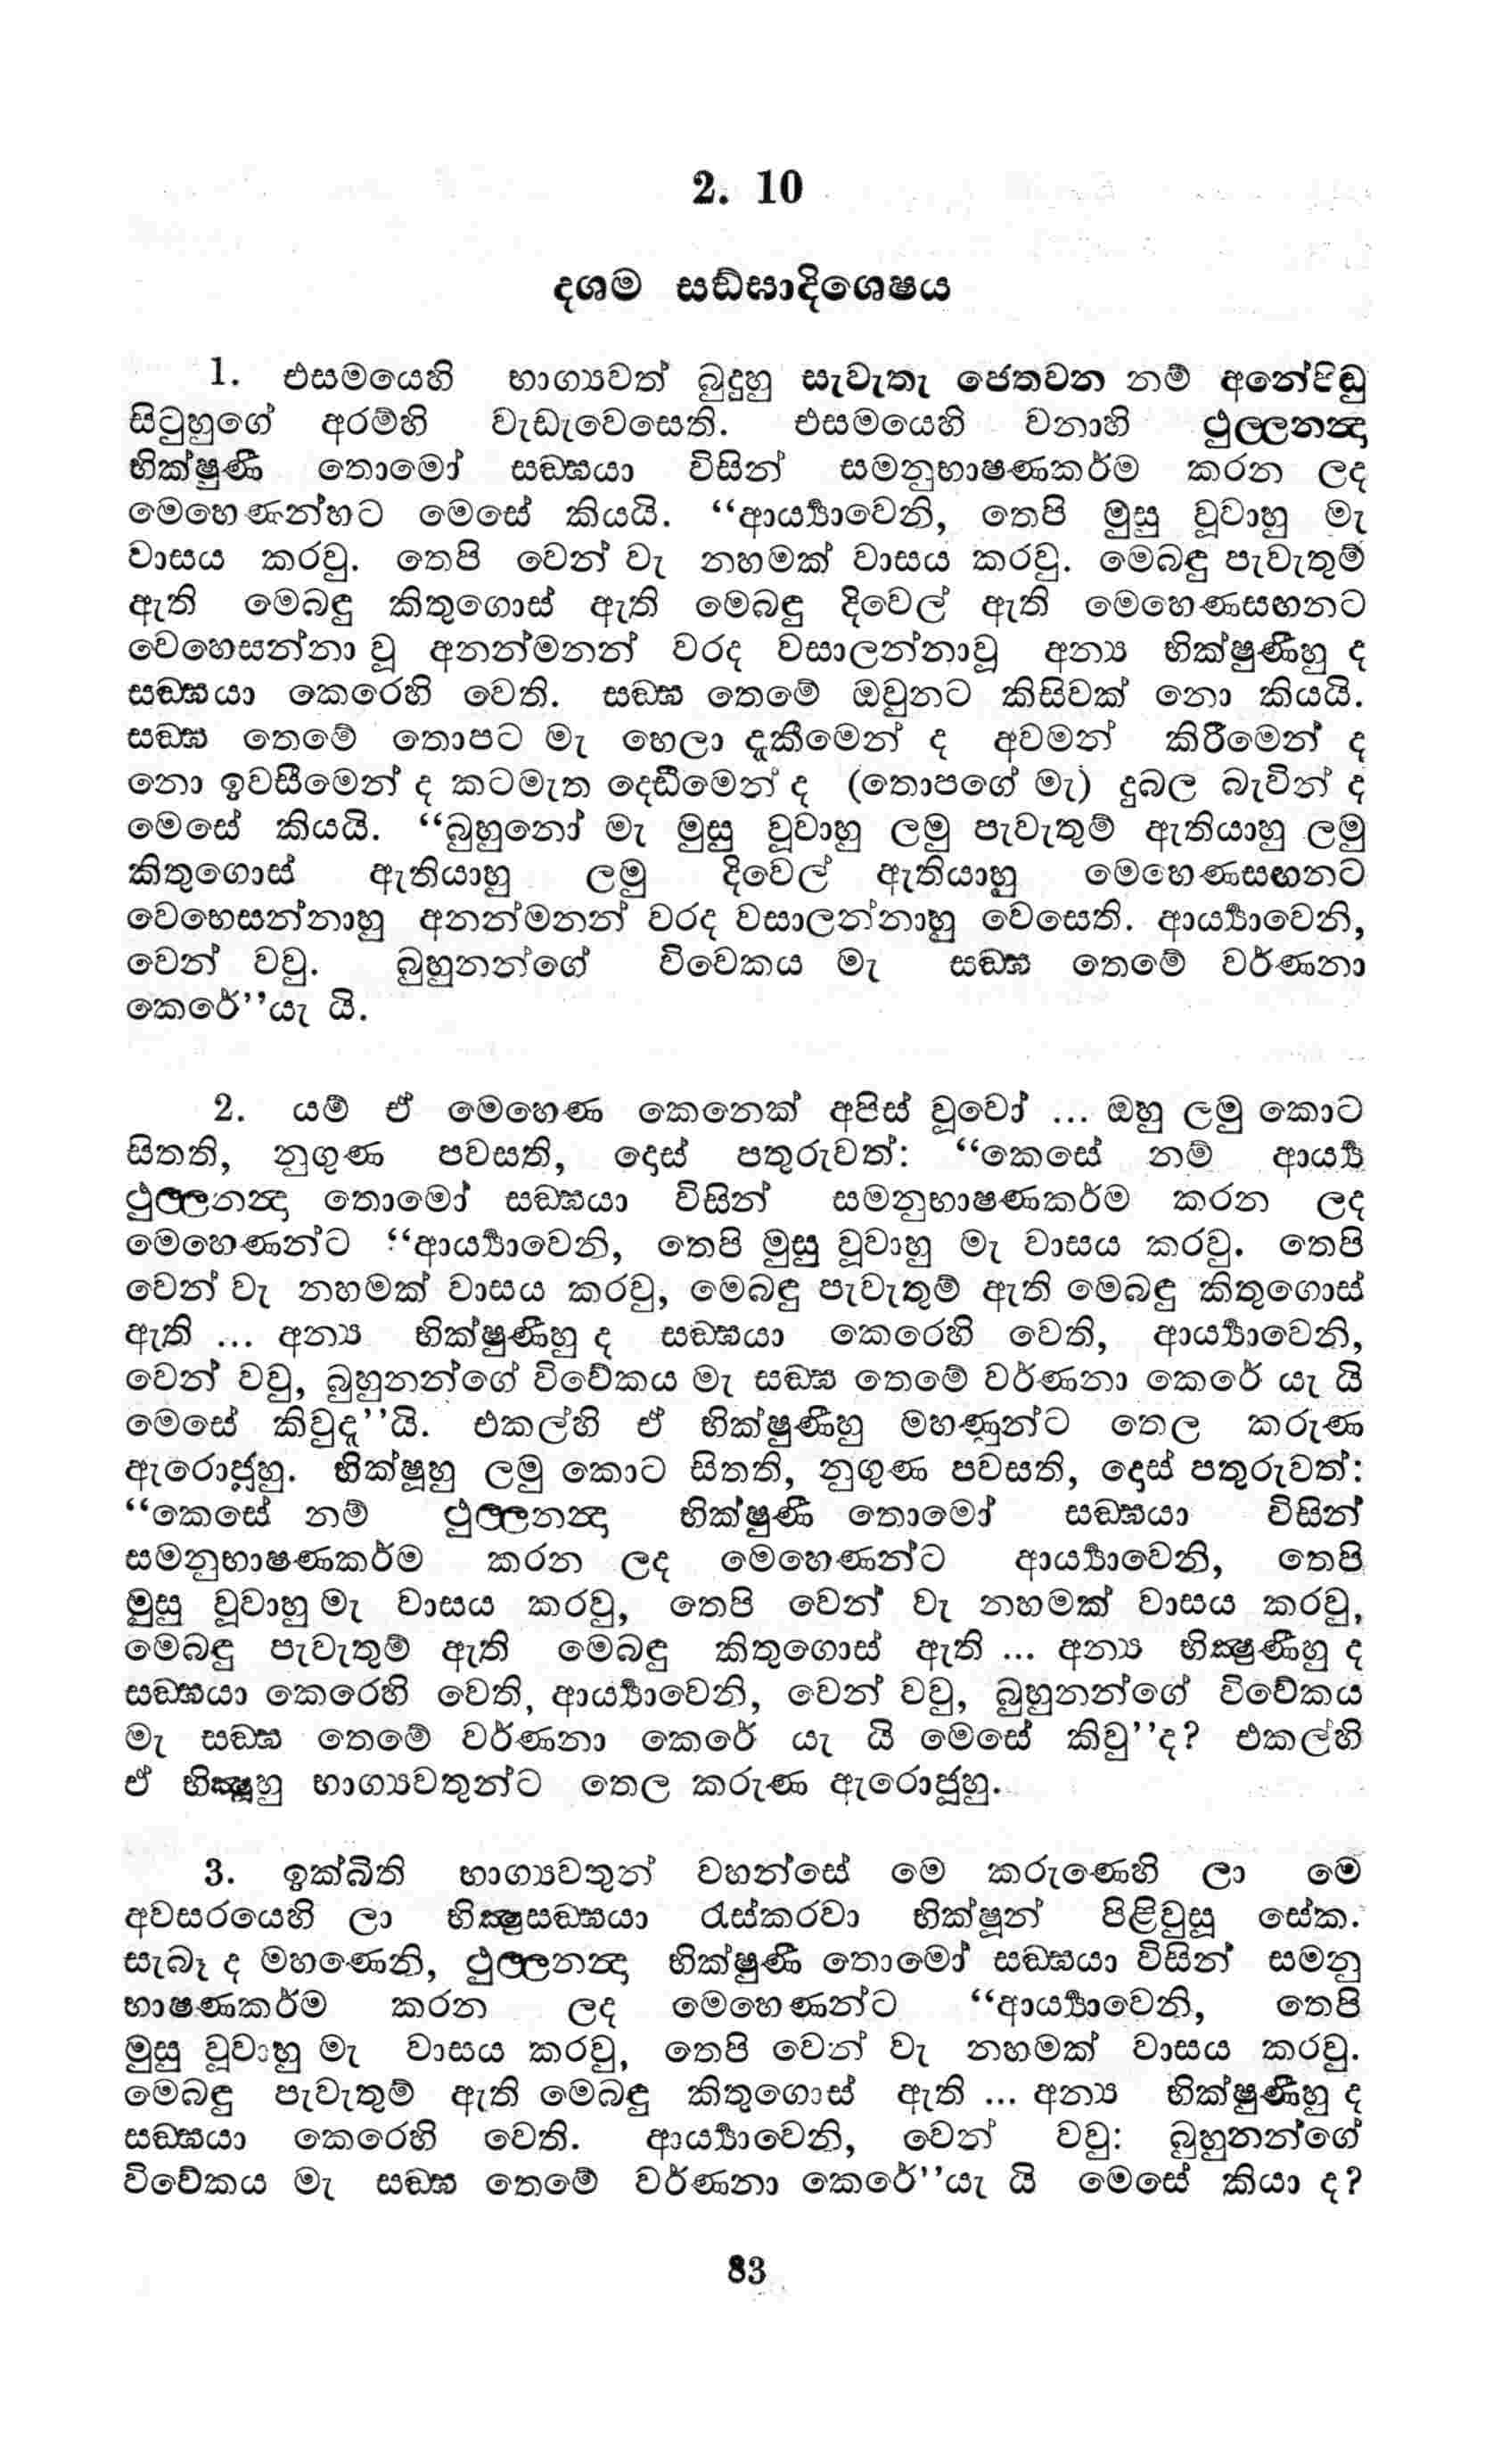 2. 10
දශම සඞ්ඝාදිශෙෂය
1. එසමයෙහි භාග්‍යවත් බුදුහු සැවැතැ ජෙතවන නම් අනේපිඬු
සිටුහුගේ අරම්හි වැඩැවෙසෙති. එසමයෙහි වනාහි ථුල්ලනන්‍දා
භික්ෂුණී තොමෝ සඞ්ඝයා විසින් සමනුභාෂණකර්ම කරන ලද
මෙහෙණන්හට මෙසේ කියයි. “ආර්‍ය්‍යාවෙනි, තෙපි මුසු වූවාහු මැ
වාසය කරවු. තෙපි වෙන් වැ නහමක් වාසය කරවු. මෙබඳු පැවැතුම්
ඇති මෙබඳු කිතුගොස් ඇති මෙබඳු දිවෙල් ඇති මෙහෙණසඟනට
වෙහෙසන්නා වූ අනන්මනන් වරද වසාලන්නාවූ අන්‍ය භික්ෂුණීහු ද
සඞ්ඝයා කෙරෙහි වෙති. සඞ්ඝ තෙමේ ඔවුනට කිසිවක් නො කියයි.
සඞ්ඝ තෙමේ තොපට මැ හෙලා දැකීමෙන් ද අවමන් කිරීමෙන් ද
නො ඉවසීමෙන් ද කටමැත දෙඩීමෙන් ද (තොපගේ මැ) දුබල බැවින් ද
මෙසේ කියයි. “බුහුනෝ මැ මුසු වූවාහු ලමු පැවැතුම් ඇතියාහු ලමු
කිතුගොස් ඇතියාහු ලමු දිවෙල් ඇතියාහු මෙහෙණසඟනට
වෙහෙසන්නාහු අනන්මනන් වරද වසාලන්නාහු වෙසෙති. ආර්‍ය්‍යාවෙනි,
වෙන් වවු. බුහුනන්ගේ විවෙකය මැ සඞ්ඝ තෙමේ වර්ණනා
කෙරේ’’යැ යි.
2. යම් ඒ මෙහෙණ කෙනෙක් අපිස් වූවෝ ... ඔහු ලමු කොට
සිතති, නුගුණ පවසති, දොස් පතුරුවත්: “කෙසේ නම් ආර්‍ය්‍ය
ථුල්ලනන්‍දා තොමෝ සඞ්ඝයා විසින් සමනුභාෂණකර්ම කරන ලද
මෙහෙණන්ට “ආර්‍ය්‍යාවෙනි, තෙපි මුසු වූවාහු මැ වාසය කරවු. තෙපි
වෙන් වැ නහමක් වාසය කරවු, මෙබඳු පැවැතුම් ඇති මෙබඳු කිතුගොස්
ඇති ... අන්‍ය භික්ෂුණීහු ද සඞ්ඝයා කෙරෙහි වෙති, ආර්‍ය්‍යාවෙනි,
වෙන් වවු, බුහුනන්ගේ විවේකය මැ සඞ්ඝ තෙමේ වර්ණනා කෙරේ යැ යි
මෙසේ කිවුදැ’’යි. එකල්හි ඒ භික්ෂුණීහු මහණුන්ට තෙල කරුණ
ඇරොජූහු. භික්ෂූහු ලමු කොට සිතති, නුගුණ පවසති, දොස් පතුරුවත්:
“කෙසේ නම් ථුල්ලනන්‍දා භික්ෂුණී තොමෝ සඞ්ඝයා විසින්
සමනුභාෂණකර්ම කරන ලද මෙහෙණන්ට ආර්‍ය්‍යාවෙනි, තෙපි
මුසු වූවාහු මැ වාසය කරවු, තෙපි වෙන් වැ නහමක් වාසය කරවු,
මෙබඳු පැවැතුම් ඇති මෙබඳු කිතුගොස් ඇති ... අන්‍ය භික්‍ෂුණීහු ද
සඞ්ඝයා කෙරෙහි වෙති, ආර්‍ය්‍යාවෙනි, වෙන් වවු, බුහුනන්ගේ විවේකය
මැ සඞ්ඝ තෙමේ වර්ණනා කෙරේ යැ යි මෙසේ කිවු’’ද? එකල්හි
ඒ භික්‍ෂූහු භාග්‍යවතුන්ට තෙල කරුණ ඇරොජූහු.
3. ඉක්බිති භාග්‍යවතුන් වහන්සේ මෙ කරුණෙහි ලා මෙ
අවසරයෙහි ලා භික්‍ෂුසඞ්ඝයා රැස්කරවා භික්ෂූන් පිළිවුසූ සේක.
සැබෑ ද මහණෙනි, ථුල්ලනන්‍දා භික්ෂුණී තොමෝ සඞ්ඝයා විසින් සමනු
භාෂණකර්ම කරන ලද මෙහෙණන්ට “ආර්‍ය්‍යාවෙනි, තෙපි
මුසු වූවාහු මැ වාසය කරවු, තෙපි වෙන් වැ නහමක් වාසය කරවු.
මෙබඳු පැවැතුම් ඇති මෙබඳු කිතුගොස් ඇති ... අන්‍ය භික්ෂුණීහු ද
සඞ්ඝයා කෙරෙහි වෙති. ආර්‍ය්‍යාවෙනි, වෙන් වවු: බුහුනන්ගේ
විවේකය මැ සඞ්ඝ තෙමේ වර්ණනා කෙරේ’’යැ යි මෙසේ කියා ද?
83